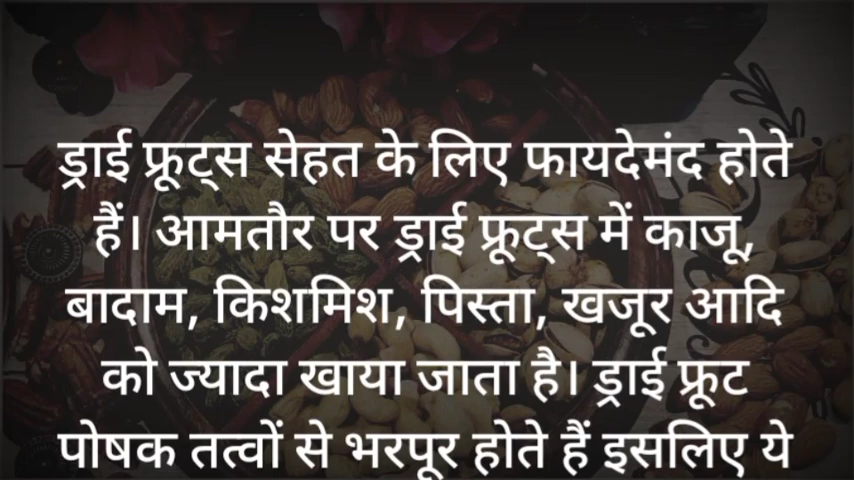 ड्राई फ्रूट्स सेहत के लिए फायदेमंद होते
हैं। आमतौर पर ड्राई फ्रूट्स में काजू,
बादाम, किशमिश, पिस्ता, खजूर आदि
को ज्यादा खाया जाता है। ड्राई फ्रूट
पोषक तत्वों से भरपूर होते हैं इसलिए ये